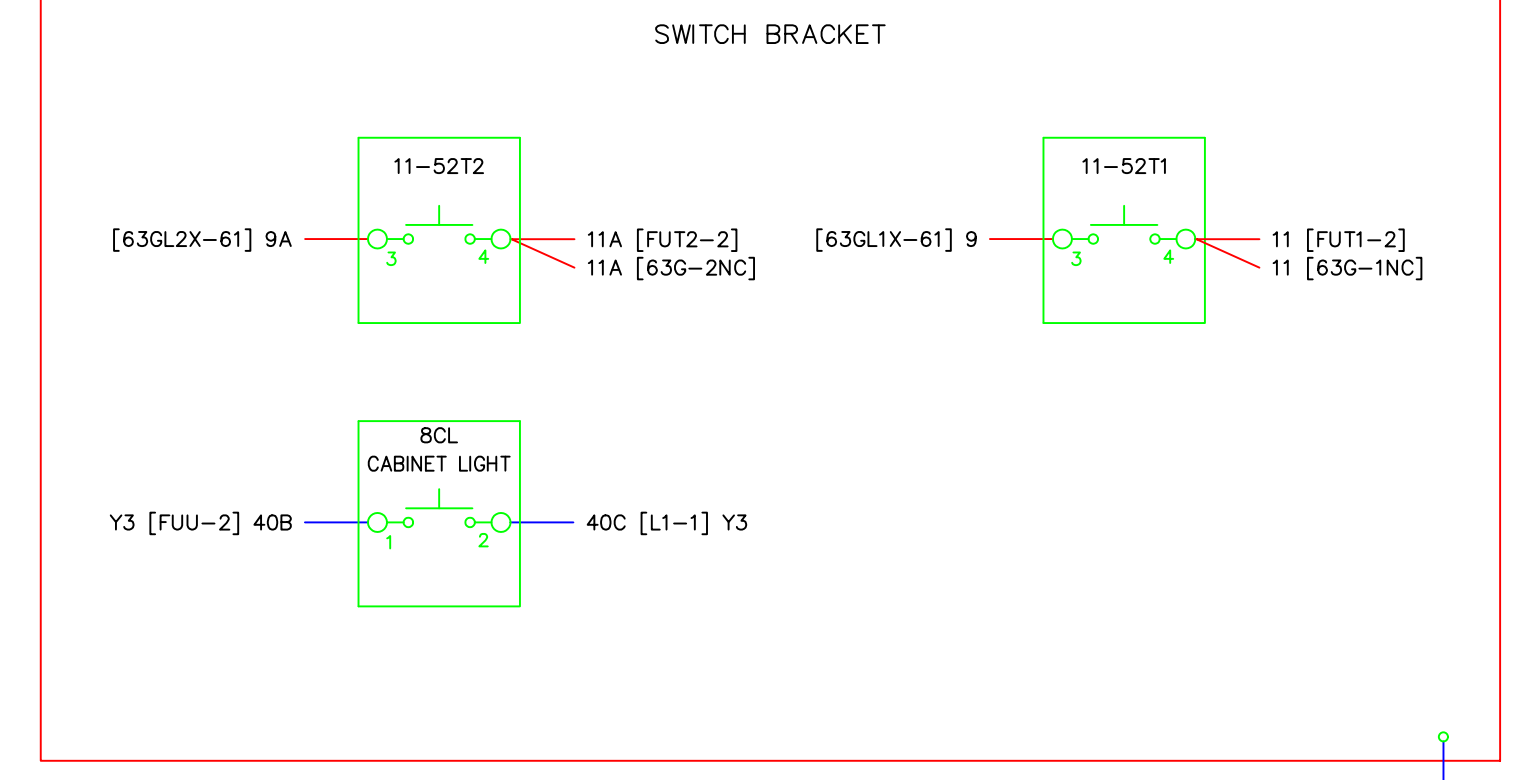 SWITCH BRACKET
11-52T2
[63GL2X-61] 9A
3
4
11A [FUT2-2]
11A [63G-2NC]
11-52T1
[63GL1X-61] 9
3
4
11 [FUT1-2]
11 [63G-1NC]
8CL
CABINET LIGHT
Y3 [FUU-2] 40B
1
2
40C [L1-1] Y3